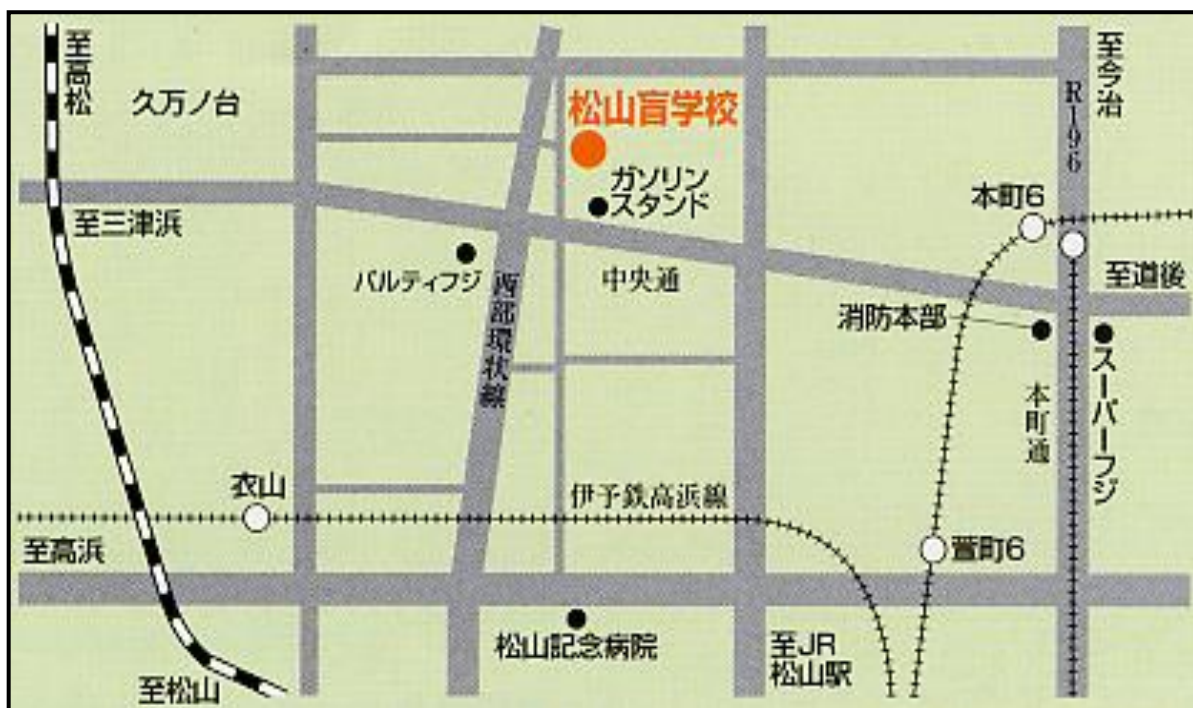 至高松
久万ノ台
松山盲学校
R196
至今治
ガソリン
スタンド
本町6
至三津浜
パルティフジ
西部環状線
中央通
至道後
消防本部
スーパーフジ
本町通
衣山
伊予鉄高浜線
至高浜
萱町6
松山記念病院
至JR
松山駅
至松山